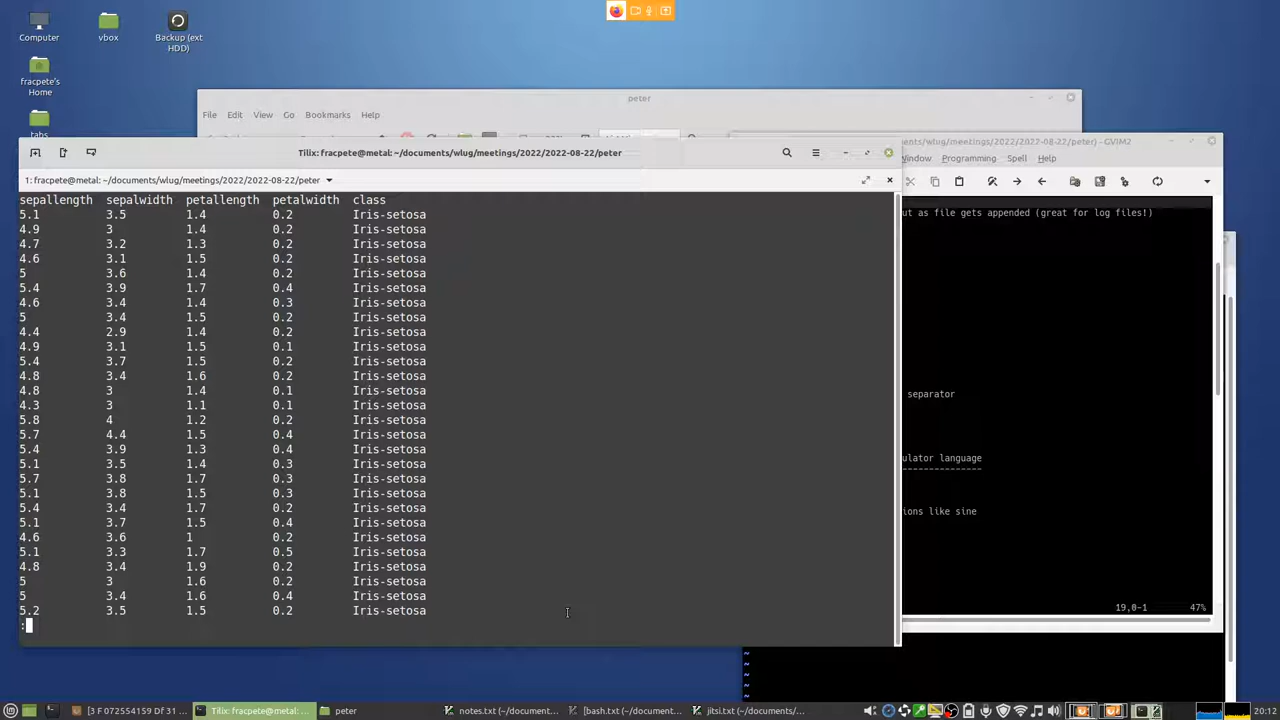 Computer
vbox
Backup (ext HDD)
fracpete's Home
tabs
peter
File Edit View Go Bookmarks Help
Tilix: fracpete@metal: ~/documents/wlug/meetings/2022/2022-08-22/peter
1: fracpete@metal: ~/documents/wlug/meetings/2022/2022-08-22/peter
sepallength sepalwidth petallength petalwidth class
5.1 3.5 1.4 0.2 Iris-setosa
4.9 3 1.4 0.2 Iris-setosa
4.7 3.2 1.3 0.2 Iris-setosa
4.6 3.1 1.5 0.2 Iris-setosa
5 3.6 1.4 0.2 Iris-setosa
5.4 3.9 1.7 0.4 Iris-setosa
4.6 3.4 1.4 0.3 Iris-setosa
5 3.4 1.5 0.2 Iris-setosa
4.4 2.9 1.4 0.2 Iris-setosa
4.9 3.1 1.5 0.1 Iris-setosa
5.4 3.7 1.5 0.2 Iris-setosa
4.8 3.4 1.6 0.2 Iris-setosa
4.8 3 1.4 0.1 Iris-setosa
4.3 3 1.1 0.1 Iris-setosa
5.8 4 1.2 0.2 Iris-setosa
5.7 4.4 1.5 0.4 Iris-setosa
5.4 3.9 1.3 0.4 Iris-setosa
5.1 3.5 1.4 0.3 Iris-setosa
5.7 3.8 1.7 0.3 Iris-setosa
5.1 3.8 1.5 0.3 Iris-setosa
5.4 3.4 1.7 0.2 Iris-setosa
5.1 3.7 1.5 0.4 Iris-setosa
4.6 3.6 1 0.2 Iris-setosa
5.1 3.3 1.7 0.5 Iris-setosa
4.8 3.4 1.9 0.2 Iris-setosa
5 3 1.6 0.2 Iris-setosa
5 3.4 1.6 0.4 Iris-setosa
5.2 3.5 1.5 0.2 Iris-setosa
:
ents/wlug/meetings/2022/2022-08-22/peter) - GVIM2
Window Programming Spell Help
ut as file gets appended (great for log files!)
separator
ulator language
---------------
ions like sine
19,0-1 47%
~
~
~
~
~
[3 F 072554159 Df 31 ...
Tilix: fracpete@metal: ...
peter
notes.txt (~/document...
[bash.txt (~/documen...
jitsi.txt (~/documents/...
20:12